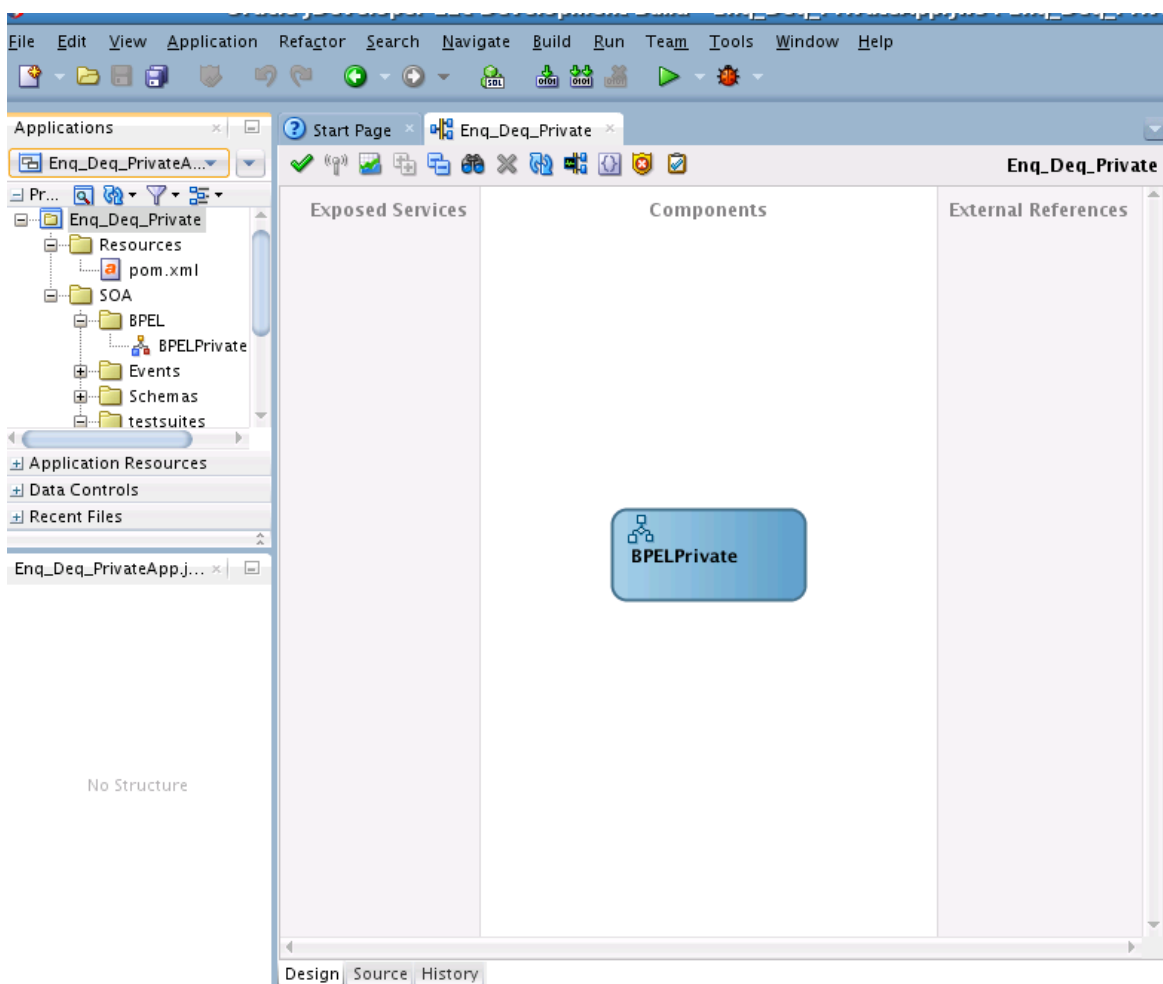 File Edit View Application Refactor Search Navigate Build Run Team Tools Window Help
Applications
Start Page
Enq_Deq_Private
Enq_Deq_PrivateA...
Enq_Deq_Private
Pr...
Exposed Services
Components
External References
Enq_Deq_Private
Resources
pom.xml
SOA
BPEL
BPELPrivate
Events
Schemas
testsuites
Application Resources
Data Controls
Recent Files
BPELPrivate
Enq_Deq_PrivateApp.j...
No Structure
Design Source History